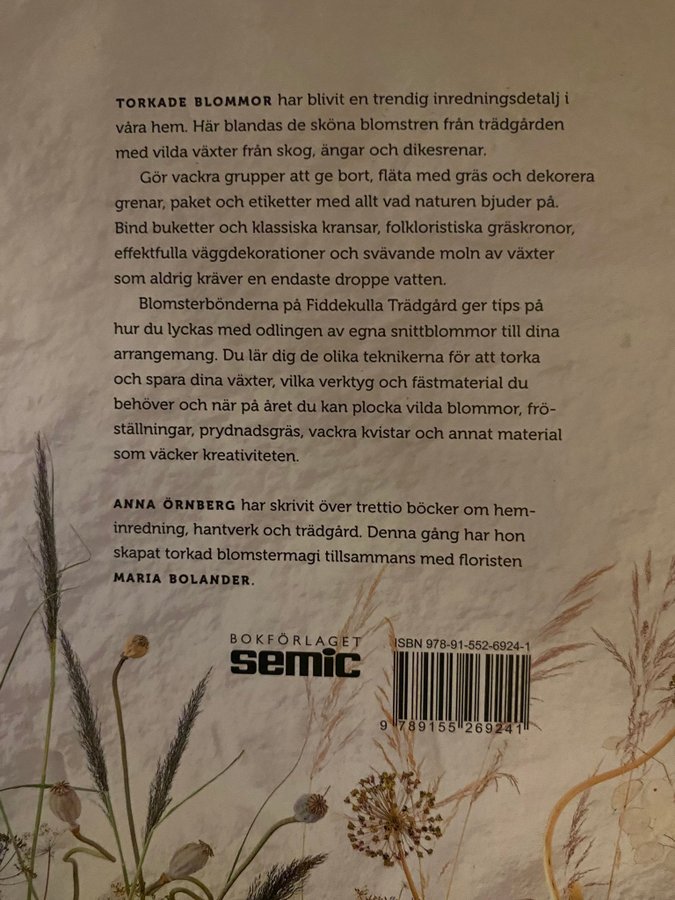 TORKADE BLOMMOR har blivit en trendig inredningsdetalj i
våra hem. Här blandas de sköna blomstren från trädgården
med vilda växter från skog, ängar och dikesrenar.
Gör vackra grupper att ge bort, fläta med gräs och dekorera
grenar, paket och etiketter med allt vad naturen bjuder på.
Bind buketter och klassiska kransar, folkloristiska gräskronor,
effektfulla väggdekorationer och svävande moln av växter
som aldrig kräver en endaste droppe vatten.
Blomsterbönderna på Fiddekulla Trädgård ger tips på
hur du lyckas med odlingen av egna snittblommor till dina
arrangemang. Du lär dig de olika teknikerna för att torka
och spara dina växter, vilka verktyg och fästmaterial du
behöver och när på året du kan plocka vilda blommor, frö-
ställningar, prydnadsgräs, vackra kvistar och annat material
som väcker kreativiteten.
ANNA ÖRNBERG har skrivit över trettio böcker om hem-
inredning, hantverk och trädgård. Denna gång har hon
skapat torkad blomstermagi tillsammans med floristen
MARIA BOLANDER.
BOKFÖRLAGET
semic
ISBN 978-91-552-6924-1
9 789155 269241